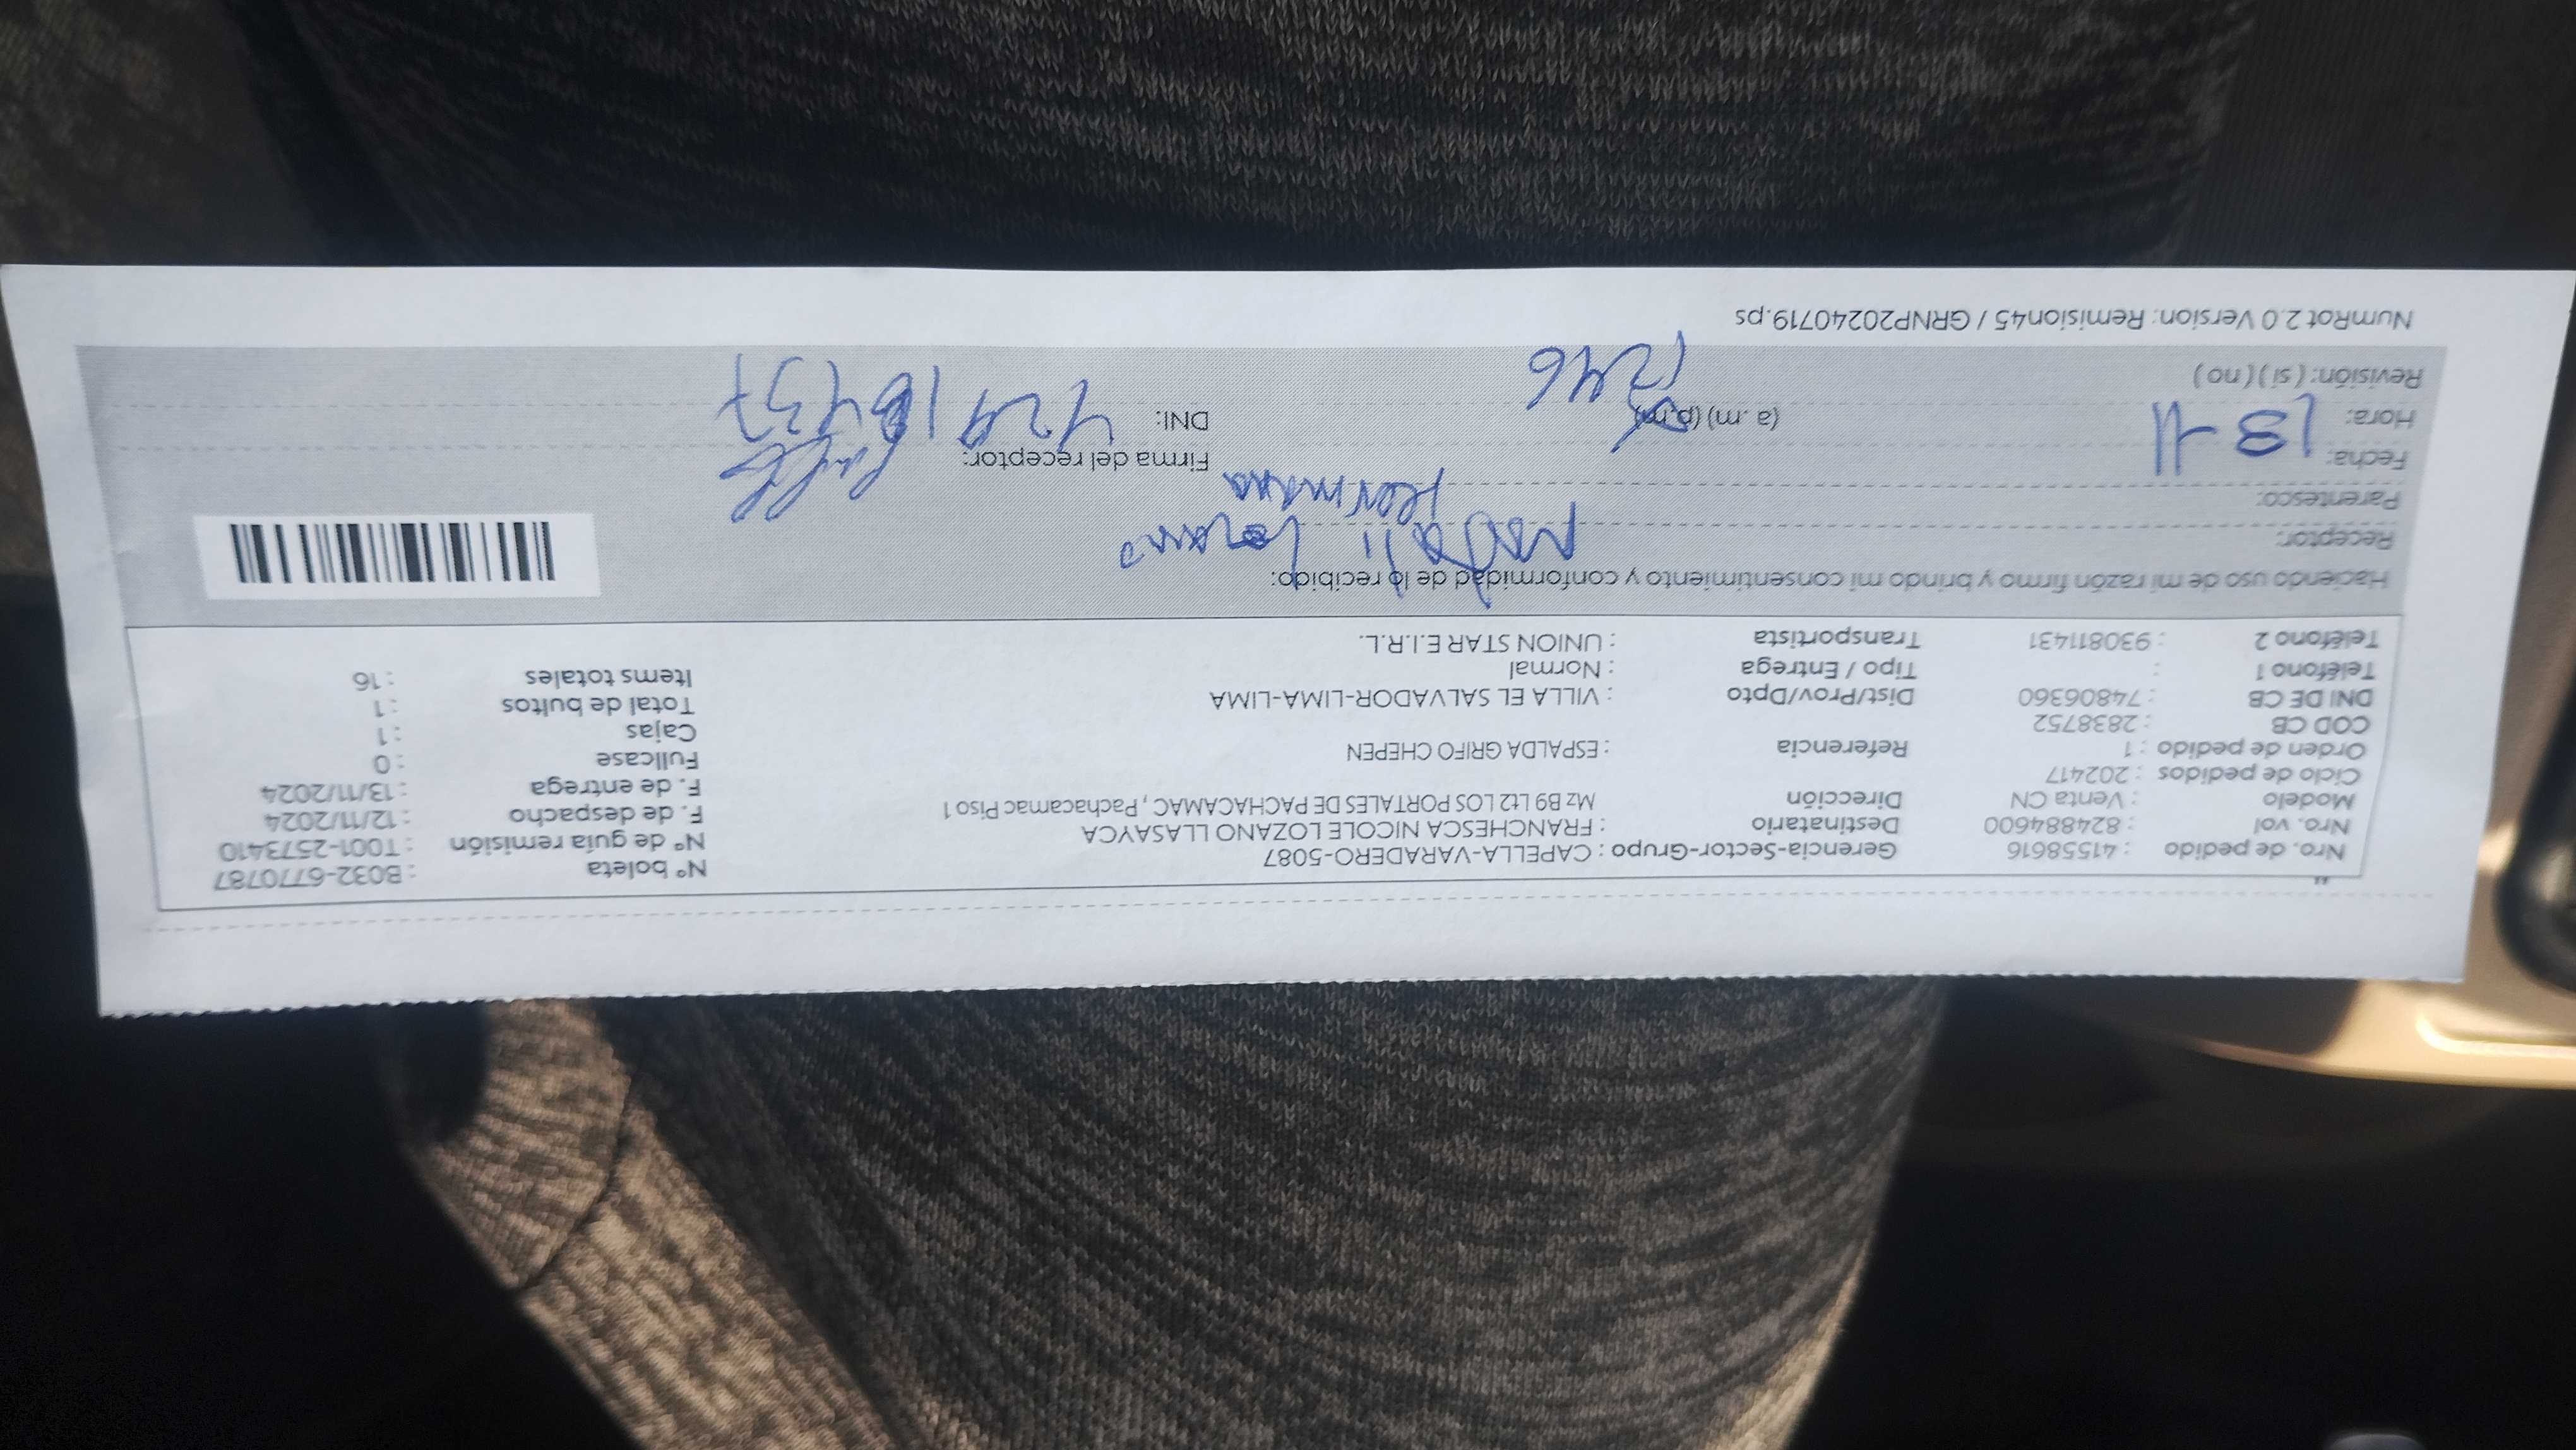 Nro. de pedido : 41558616 Gerencia-Sector-Grupo : CAPELLA-VARADERO-5087 N° boleta : B032-6770787
Nro. vol : 824884600 Destinatario : FRANCHESCA NICOLE LOZANO LLASAYCA N° de guía remisión : T001-2573410
Modelo : Venta CN Dirección Mz B9 Lt2 LOS PORTALES DE PACHACAMAC , Pachacamac Piso 1 F. de despacho : 12/11/2024
Ciclo de pedidos : 202417 F. de entrega : 13/11/2024
Orden de pedido : 1 Referencia : ESPALDA GRIFO CHEPEN Fullcase : 0
COD CB : 2838752 Cajas : 1
DNI DE CB : 74806360 Dist/Prov/Dpto : VILLA EL SALVADOR-LIMA-LIMA Total de bultos : 1
Teléfono 1 : Tipo / Entrega : Normal Items totales : 16
Teléfono 2 : 930811431 Transportista : UNION STAR E.I.R.L.
Haciendo uso de mi razón firmo y brindo mi consentimiento y conformidad de lo recibido:
Receptor: Lozano
Parentesco: hermana
Fecha: 13-11 Firma del receptor:
Hora: (a .m) (p.m) 1246 DNI:
Revisión: ( sí ) ( no )
NumRot 2.0 Version: Remision45 / GRNP20240719.ps